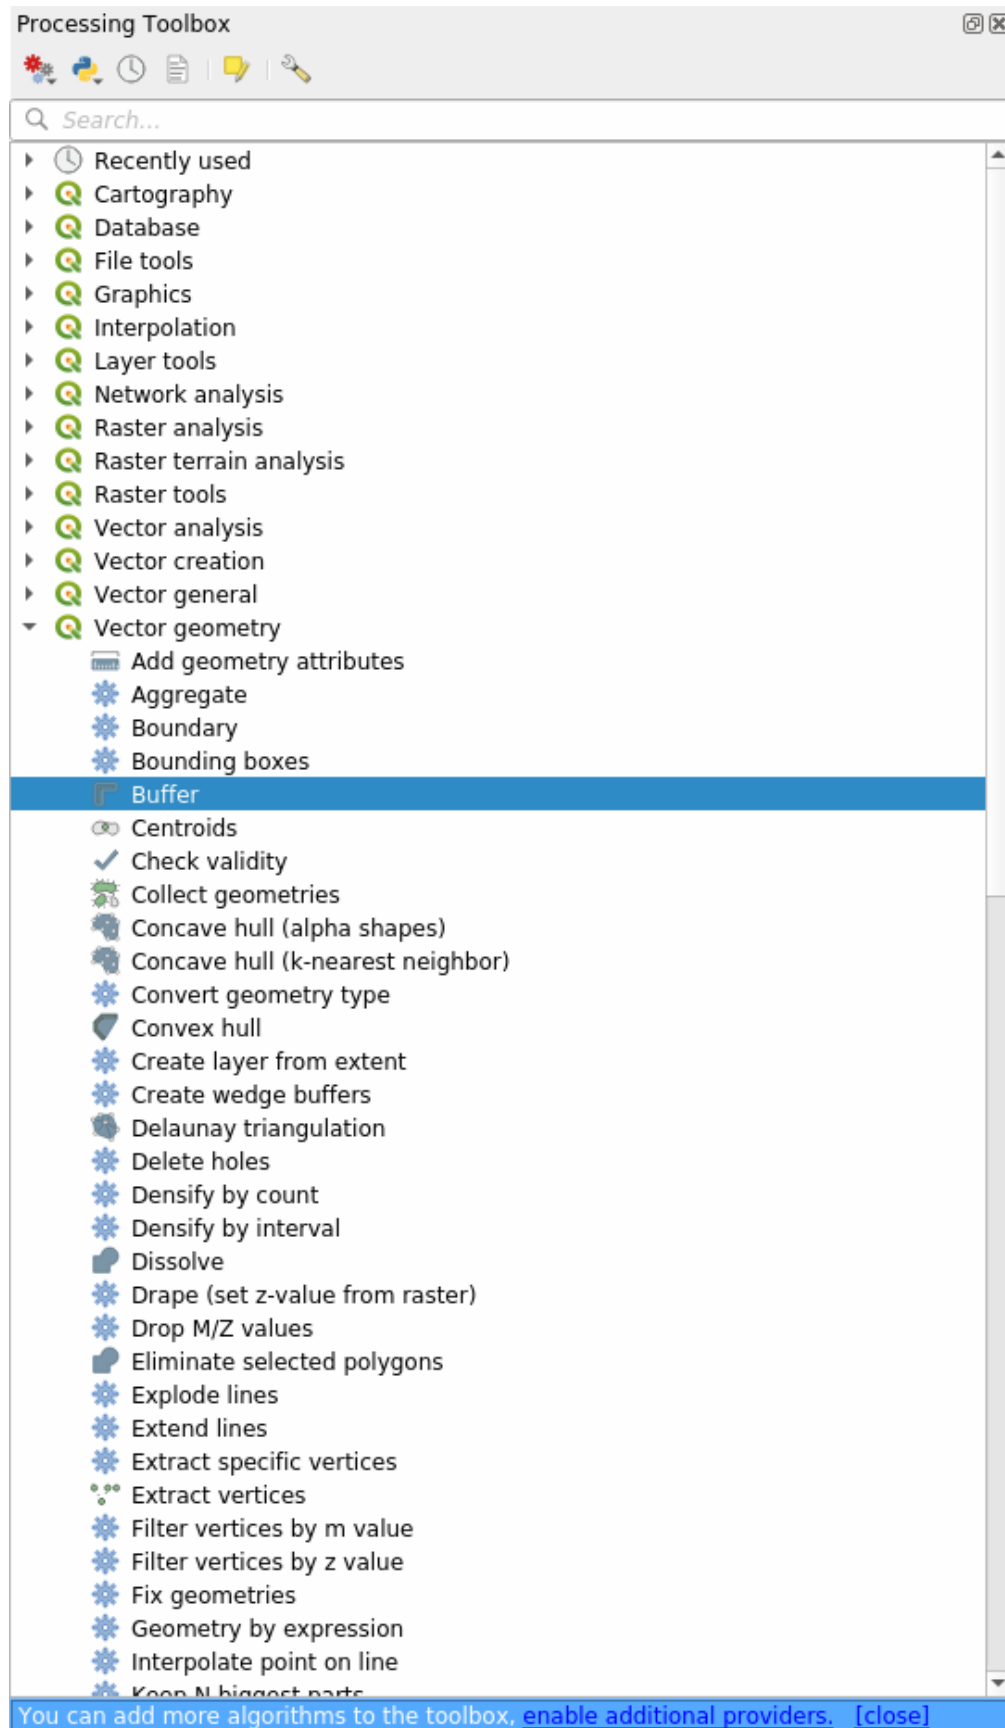 Processing Toolbox
Search...
Recently used
Cartography
Database
File tools
Graphics
Interpolation
Layer tools
Network analysis
Raster analysis
Raster terrain analysis
Raster tools
Vector analysis
Vector creation
Vector general
Vector geometry
Add geometry attributes
Aggregate
Boundary
Bounding boxes
Buffer
Centroids
Check validity
Collect geometries
Concave hull (alpha shapes)
Concave hull (k-nearest neighbor)
Convert geometry type
Convex hull
Create layer from extent
Create wedge buffers
Delaunay triangulation
Delete holes
Densify by count
Densify by interval
Dissolve
Drape (set z-value from raster)
Drop M/Z values
Eliminate selected polygons
Explode lines
Extend lines
Extract specific vertices
Extract vertices
Filter vertices by m value
Filter vertices by z value
Fix geometries
Geometry by expression
Interpolate point on line
Keep N biggest parts
You can add more algorithms to the toolbox, enable additional providers. [close]